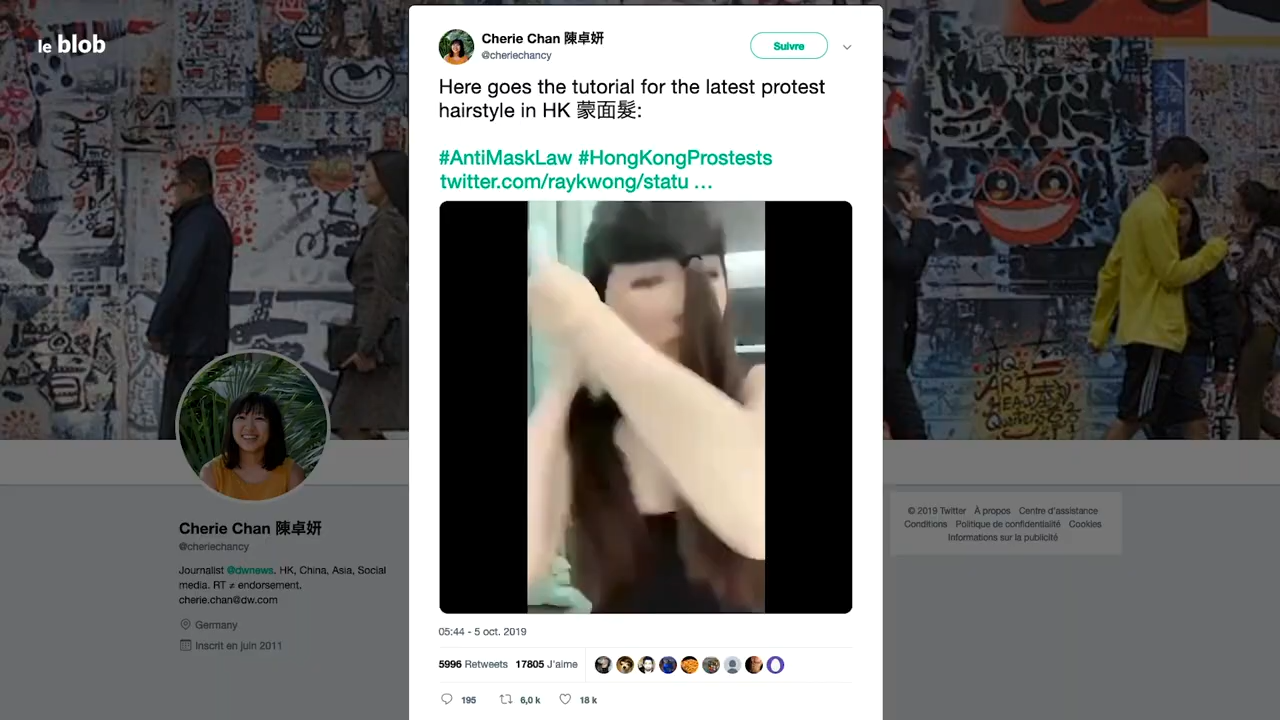 le blob
Cherie Chan 陳卓妍
@cheriechancy
Suivre
Here goes the tutorial for the latest protest
hairstyle in HK 蒙面髮:
#AntiMaskLaw #HongKongProstests
twitter.com/raykwong/statu ...
05:44 - 5 oct. 2019
5996 Retweets 17805 J'aime
195 6,0 k 18 k
Cherie Chan 陳卓妍
@cheriechancy
Journalist @dwnews. HK, China, Asia, Social
media. RT ≠ endorsement.
cherie.chan@dw.com
Germany
Inscrit en juin 2011
© 2019 Twitter À propos Centre d'assistance
Conditions Politique de confidentialité Cookies
Informations sur la publicité
HQ
ART
HEAD
Quarters